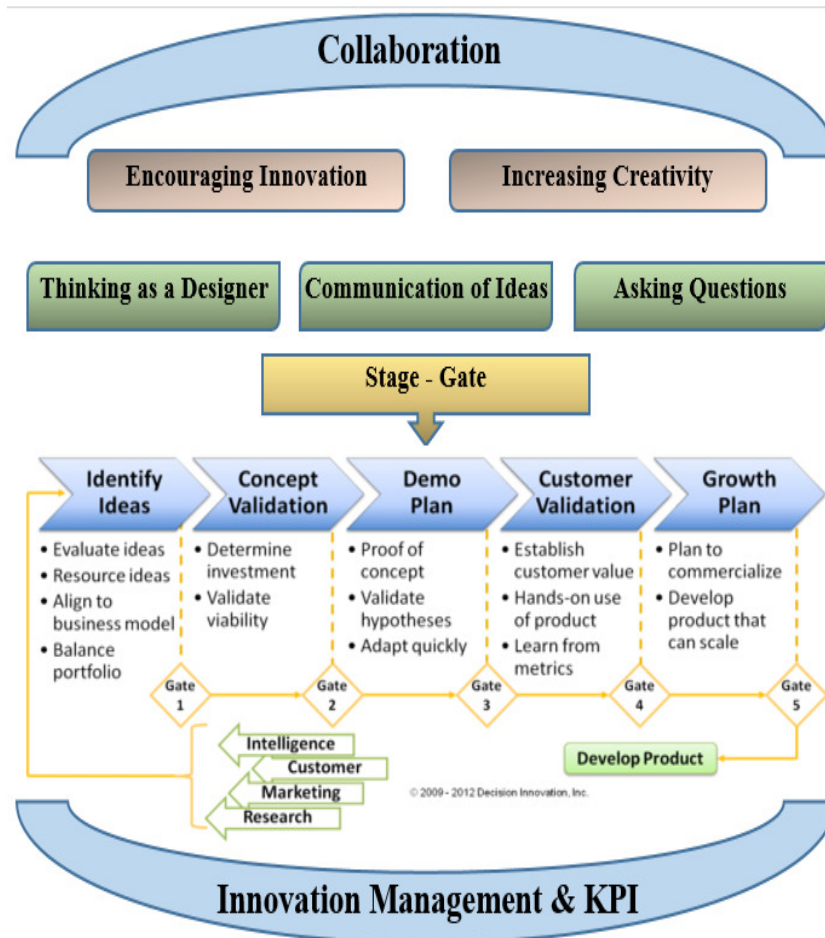 Collaboration
Encouraging Innovation
Increasing Creativity
Thinking as a Designer
Communication of Ideas
Asking Questions
Stage - Gate
Identify
Ideas
• Evaluate ideas
• Resource ideas
• Align to
business model
• Balance
portfolio
Concept
Validation
• Determine
investment
• Validate
viability
Demo
Plan
• Proof of
concept
• Validate
hypotheses
• Adapt quickly
Customer
Validation
• Establish
customer value
• Hands-on use
of product
• Learn from
metrics
Growth
Plan
• Plan to
commercialize
• Develop
product that
can scale
Gate
1
Gate
2
Gate
3
Gate
4
Gate
5
Intelligence
Customer
Marketing
Research
Develop Product
© 2009 - 2012 Decision Innovation, Inc.
Innovation Management & KPI